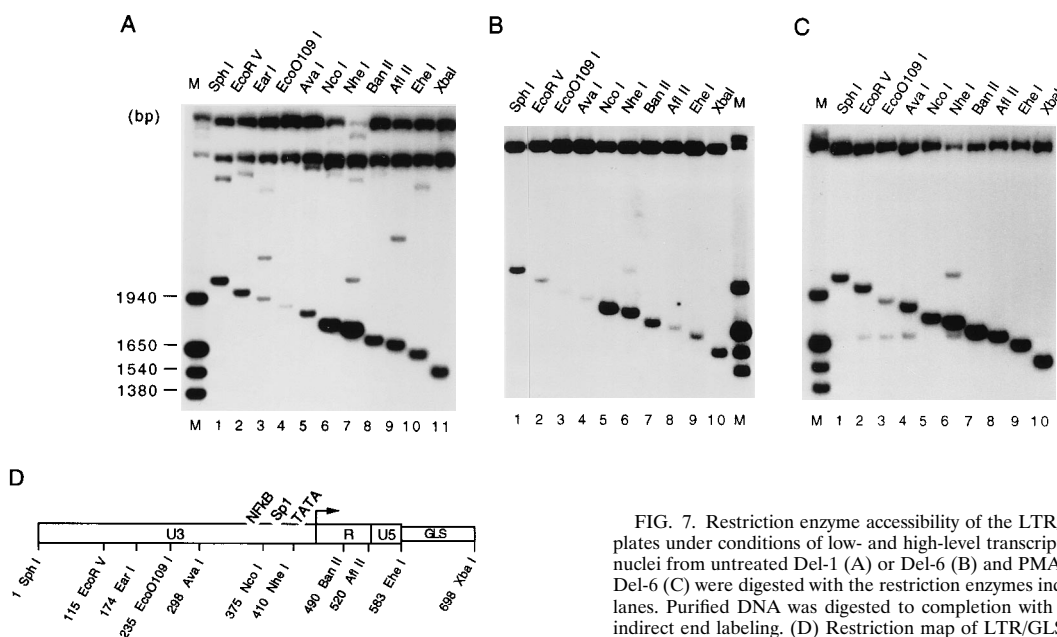 A
M Sph I EcoR V Ear I EcoO109 I Ava I Nco I Nhe I Ban II Afl II Ehe I XbaI
(bp)
1940
1650
1540
1380
M 1 2 3 4 5 6 7 8 9 10 11
B
Sph I EcoR V EcoO109 I Ava I Nco I Nhe I Ban II Afl II Ehe I XbaI M
1 2 3 4 5 6 7 8 9 10 M
C
M Sph I EcoR V EcoO109 I Ava I Nco I Nhe I Ban II Afl II Ehe I XbaI
M 1 2 3 4 5 6 7 8 9 10
D
NFkB Sp1 TATA
U3 R U5 GLS
1 Sph I 115 EcoR V 174 Ear I 235 EcoO109 I 298 Ava I 375 Nco I 410 Nhe I 490 Ban II 520 Afl II 583 Ehe I 698 Xba I
FIG. 7. Restriction enzyme accessibility of the LTR
plates under conditions of low- and high-level transcrip
nuclei from untreated Del-1 (A) or Del-6 (B) and PMA
Del-6 (C) were digested with the restriction enzymes inc
lanes. Purified DNA was digested to completion with
indirect end labeling. (D) Restriction map of LTR/GLS